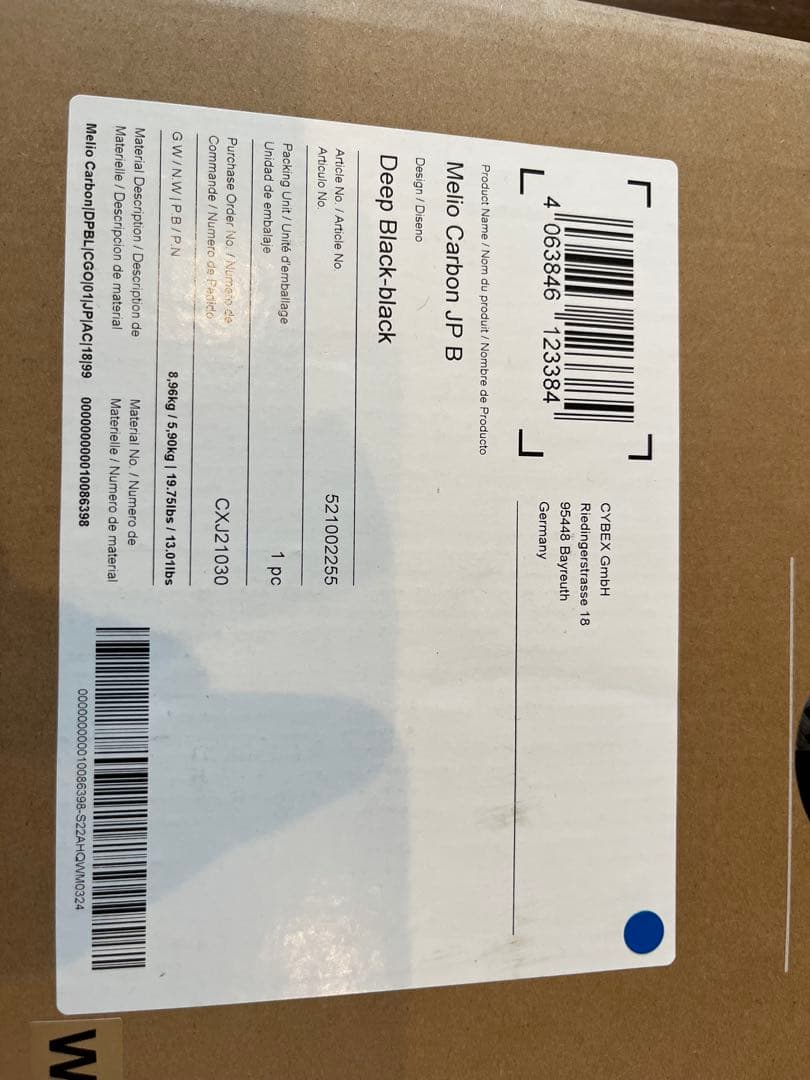 4 063846 123384
CYBEX GmbH
Riedingerstrasse 18
95448 Bayreuth
Germany
Product Name / Nom du produit / Nombre de Producto
Melio Carbon JP B
Design / Diseno
Deep Black-black
Article No. / Article No.
Articulo No.
521002255
Packing Unit / Unité d'emballage
Unidad de embalaje
1 pc
Purchase Order No. / Numero de
Commande / Numero de Pedido
CXJ21030
G.W / N.W | P.B / P.N
8,96kg / 5,90kg | 19.75lbs / 13.01lbs
Material Description / Description de
Materielle / Descripcion de material
Material No. / Numero de
Materielle / Numero de material
Melio Carbon|DPBL|CGO|01|JP|AC|18|99
000000000010086398
000000000010086398-S22AHQWM0324
W